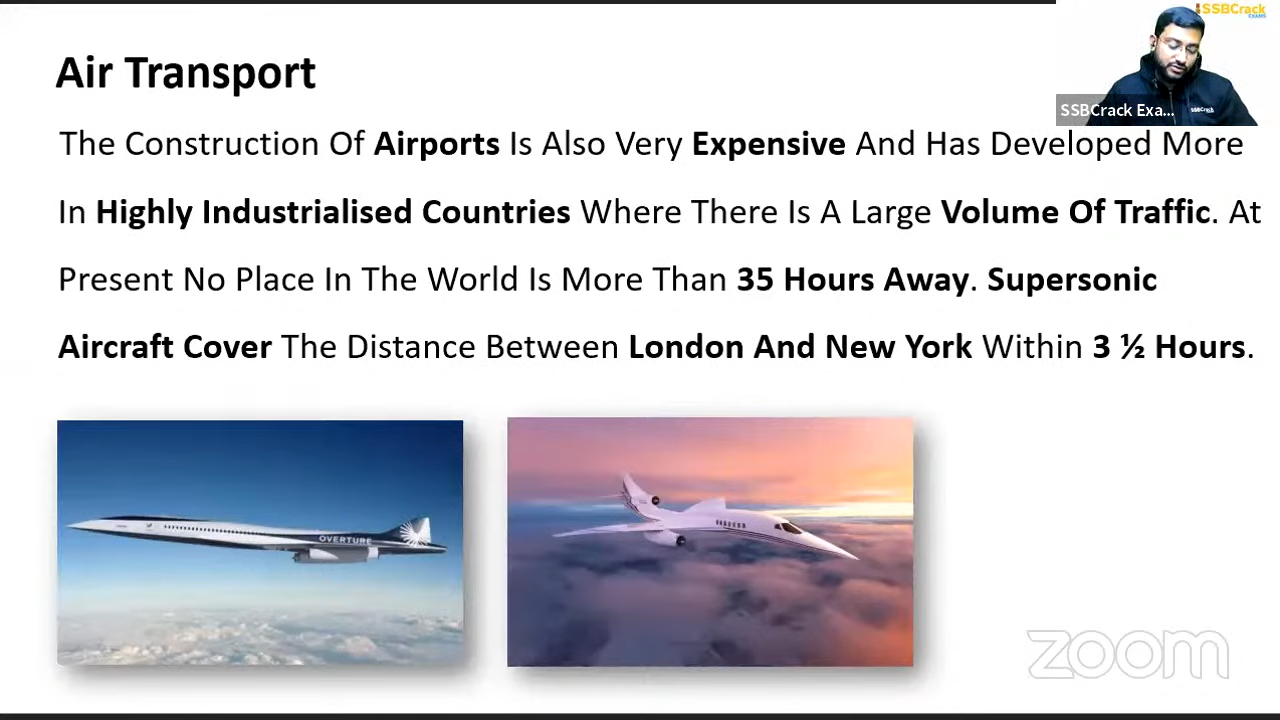 SSBCrack
EXAMS
Air Transport
SSBCrack Exa...
The Construction Of Airports Is Also Very Expensive And Has Developed More
In Highly Industrialised Countries Where There Is A Large Volume Of Traffic. At
Present No Place In The World Is More Than 35 Hours Away. Supersonic
Aircraft Cover The Distance Between London And New York Within 3 ½ Hours.
OVERTURE
zoom